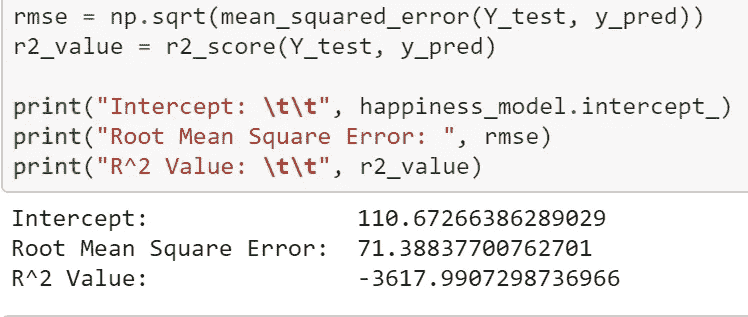 rmse = np.sqrt(mean_squared_error(Y_test, y_pred))
r2_value = r2_score(Y_test, y_pred)
print("Intercept: \t\t", happiness_model.intercept_)
print("Root Mean Square Error: ", rmse)
print("R^2 Value: \t\t", r2_value)
Intercept: 110.67266386289029
Root Mean Square Error: 71.38837700762701
R^2 Value: -3617.9907298736966